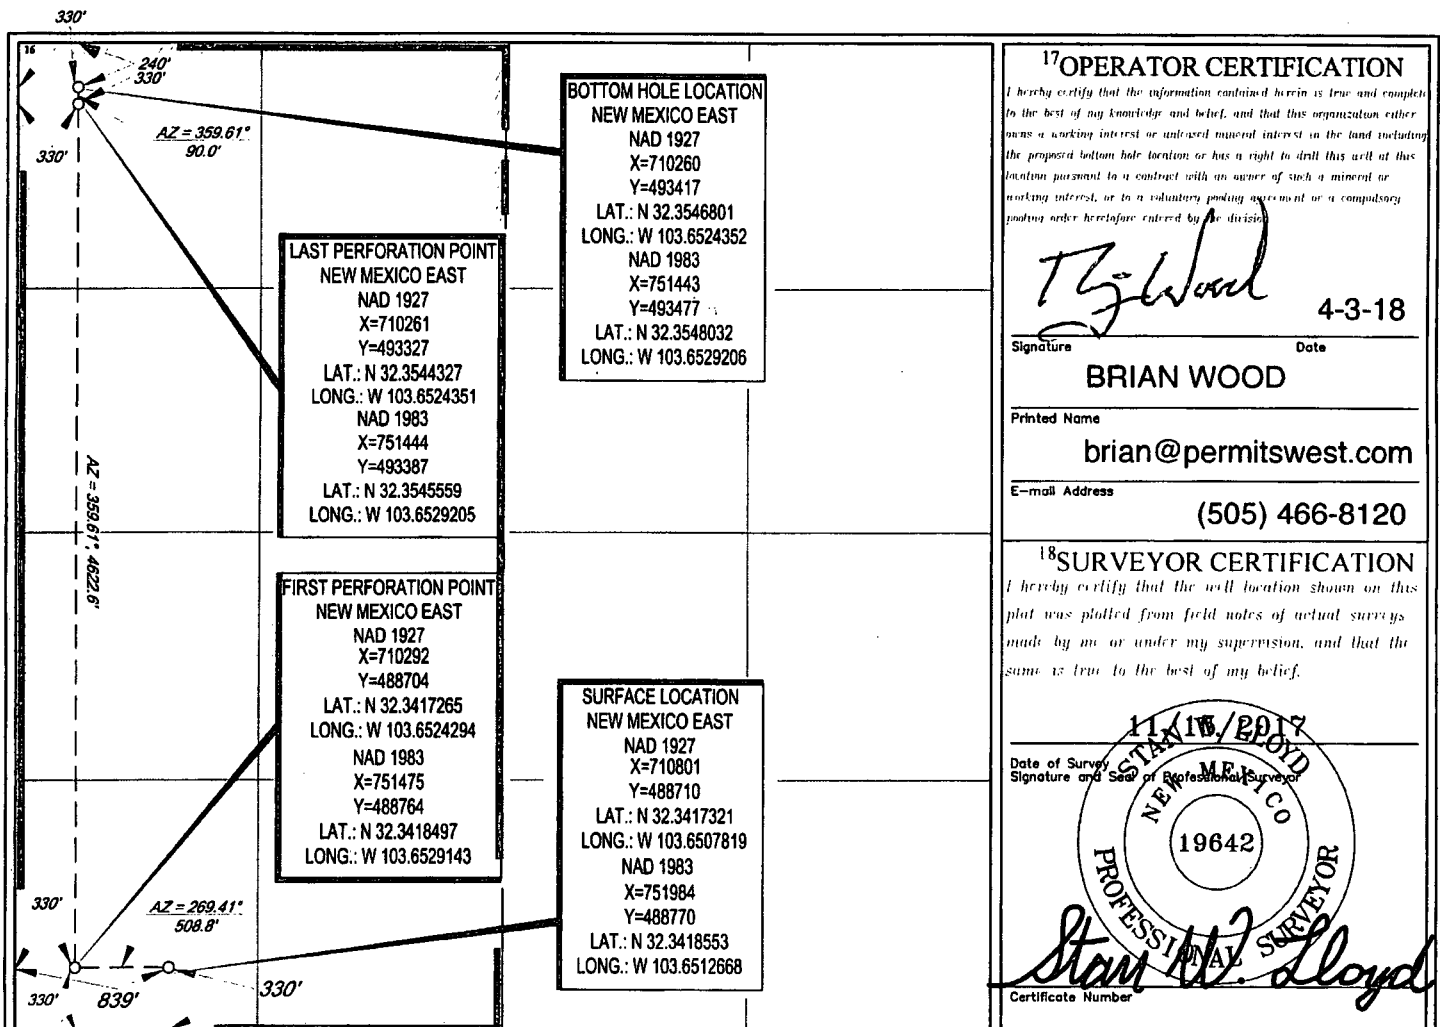 330'
16
240'
330'
AZ = 359.61°
90.0'
330'
BOTTOM HOLE LOCATION
NEW MEXICO EAST
NAD 1927
X=710260
Y=493417
LAT.: N 32.3546801
LONG.: W 103.6524352
NAD 1983
X=751443
Y=493477
LAT.: N 32.3548032
LONG.: W 103.6529206
LAST PERFORATION POINT
NEW MEXICO EAST
NAD 1927
X=710261
Y=493327
LAT.: N 32.3544327
LONG.: W 103.6524351
NAD 1983
X=751444
Y=493387
LAT.: N 32.3545559
LONG.: W 103.6529205
AZ = 359.61°, 4622.6'
FIRST PERFORATION POINT
NEW MEXICO EAST
NAD 1927
X=710292
Y=488704
LAT.: N 32.3417265
LONG.: W 103.6524294
NAD 1983
X=751475
Y=488764
LAT.: N 32.3418497
LONG.: W 103.6529143
SURFACE LOCATION
NEW MEXICO EAST
NAD 1927
X=710801
Y=488710
LAT.: N 32.3417321
LONG.: W 103.6507819
NAD 1983
X=751984
Y=488770
LAT.: N 32.3418553
LONG.: W 103.6512668
330'
AZ = 269.41°
508.8'
330'
839'
330'
17 OPERATOR CERTIFICATION
I hereby certify that the information contained herein is true and complete
to the best of my knowledge and belief, and that this organization either
owns a working interest or unleased mineral interest in the land including
the proposed bottom hole location or has a right to drill this well at this
location pursuant to a contract with an owner of such a mineral or
working interest, or to a voluntary pooling agreement or a compulsory
pooling order heretofore entered by the division
4-3-18
Signature Date
BRIAN WOOD
Printed Name
brian@permitswest.com
E-mail Address
(505) 466-8120
18 SURVEYOR CERTIFICATION
I hereby certify that the well location shown on this
plat was plotted from field notes of actual surveys
made by me or under my supervision, and that the
same is true to the best of my belief.
11/15/2017
Date of Survey
Signature and Seal of Professional Surveyor
STAN W. LLOYD
NEW MEXICO
19642
PROFESSIONAL SURVEYOR
Stan W. Lloyd
Certificate Number